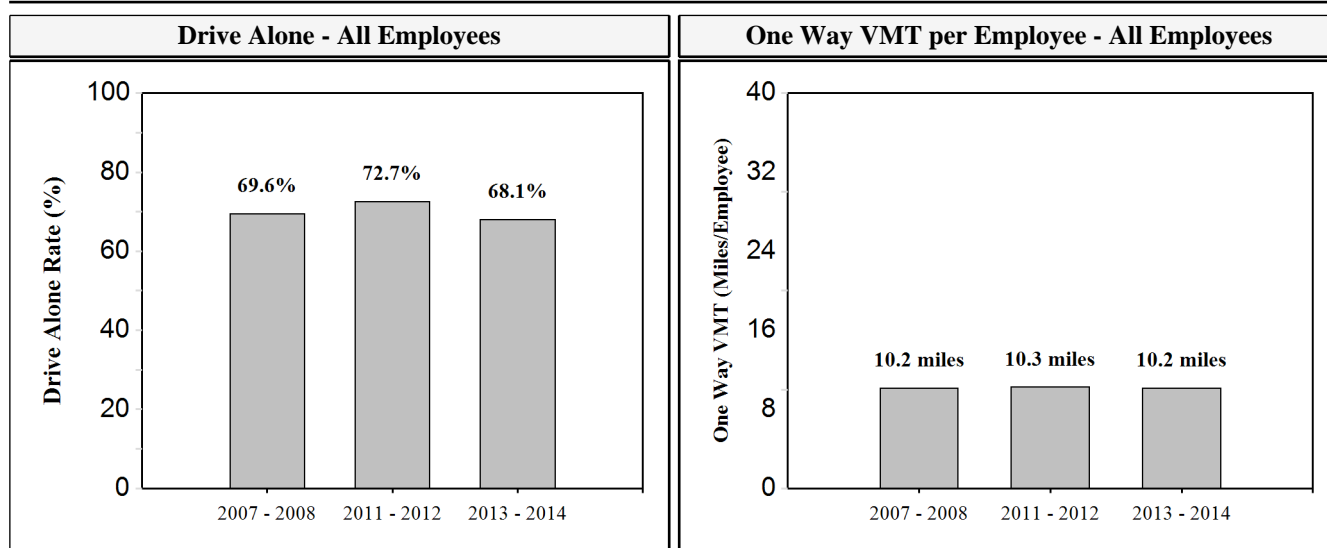 Drive Alone - All Employees
100
80
60
40
20
0
Drive Alone Rate (%)
69.6%
72.7%
68.1%
2007 - 2008
2011 - 2012
2013 - 2014
One Way VMT per Employee - All Employees
40
32
24
16
8
0
One Way VMT (Miles/Employee)
10.2 miles
10.3 miles
10.2 miles
2007 - 2008
2011 - 2012
2013 - 2014